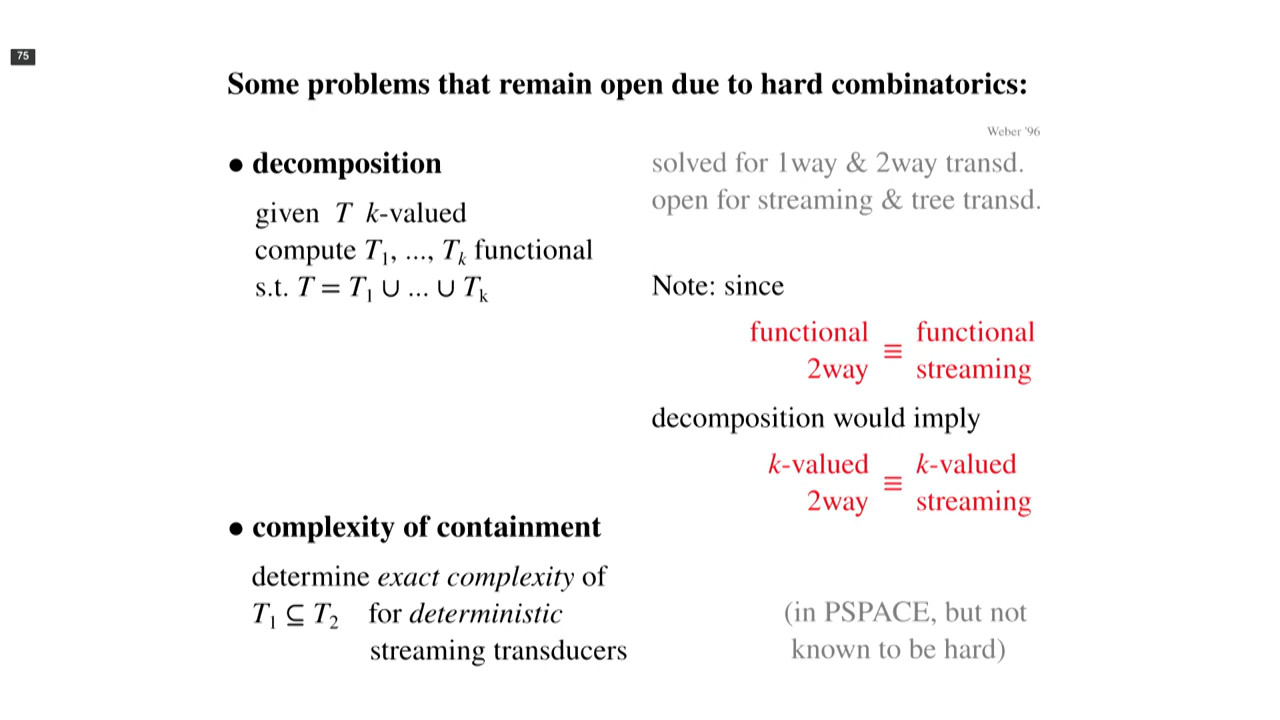 75
Some problems that remain open due to hard combinatorics:
Weber '96
• decomposition
given T k-valued
compute T₁, ..., Tₖ functional
s.t. T = T₁ ∪ ... ∪ Tₖ
solved for 1way & 2way transd.
open for streaming & tree transd.
Note: since
functional ≡ functional
2way streaming
decomposition would imply
k-valued ≡ k-valued
2way streaming
• complexity of containment
determine exact complexity of
T₁ ⊆ T₂ for deterministic
streaming transducers
(in PSPACE, but not
known to be hard)